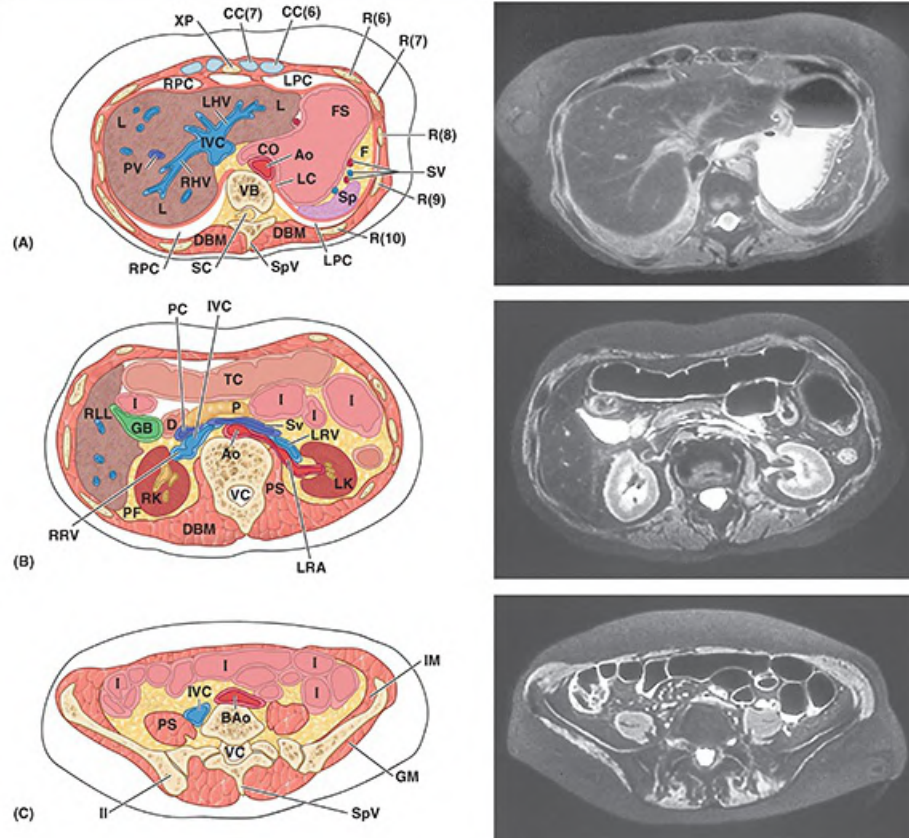 XP CC(7) CC(6) R(6)
R(7)
RPC LPC
LHV L FS
L R(8)
IVC
CO Ao F
PV SV
RHV LC
VB
L Sp R(9)
(A) DBM DBM R(10)
RPC SC SpV LPC
PC IVC
TC
I I I
RLL P
GB D Sv
LRV
Ao
RK VC PS LK
PF
RRV DBM
(B) LRA
I I IM
I IVC I
PS BAo
VC
GM
(C) II SpV